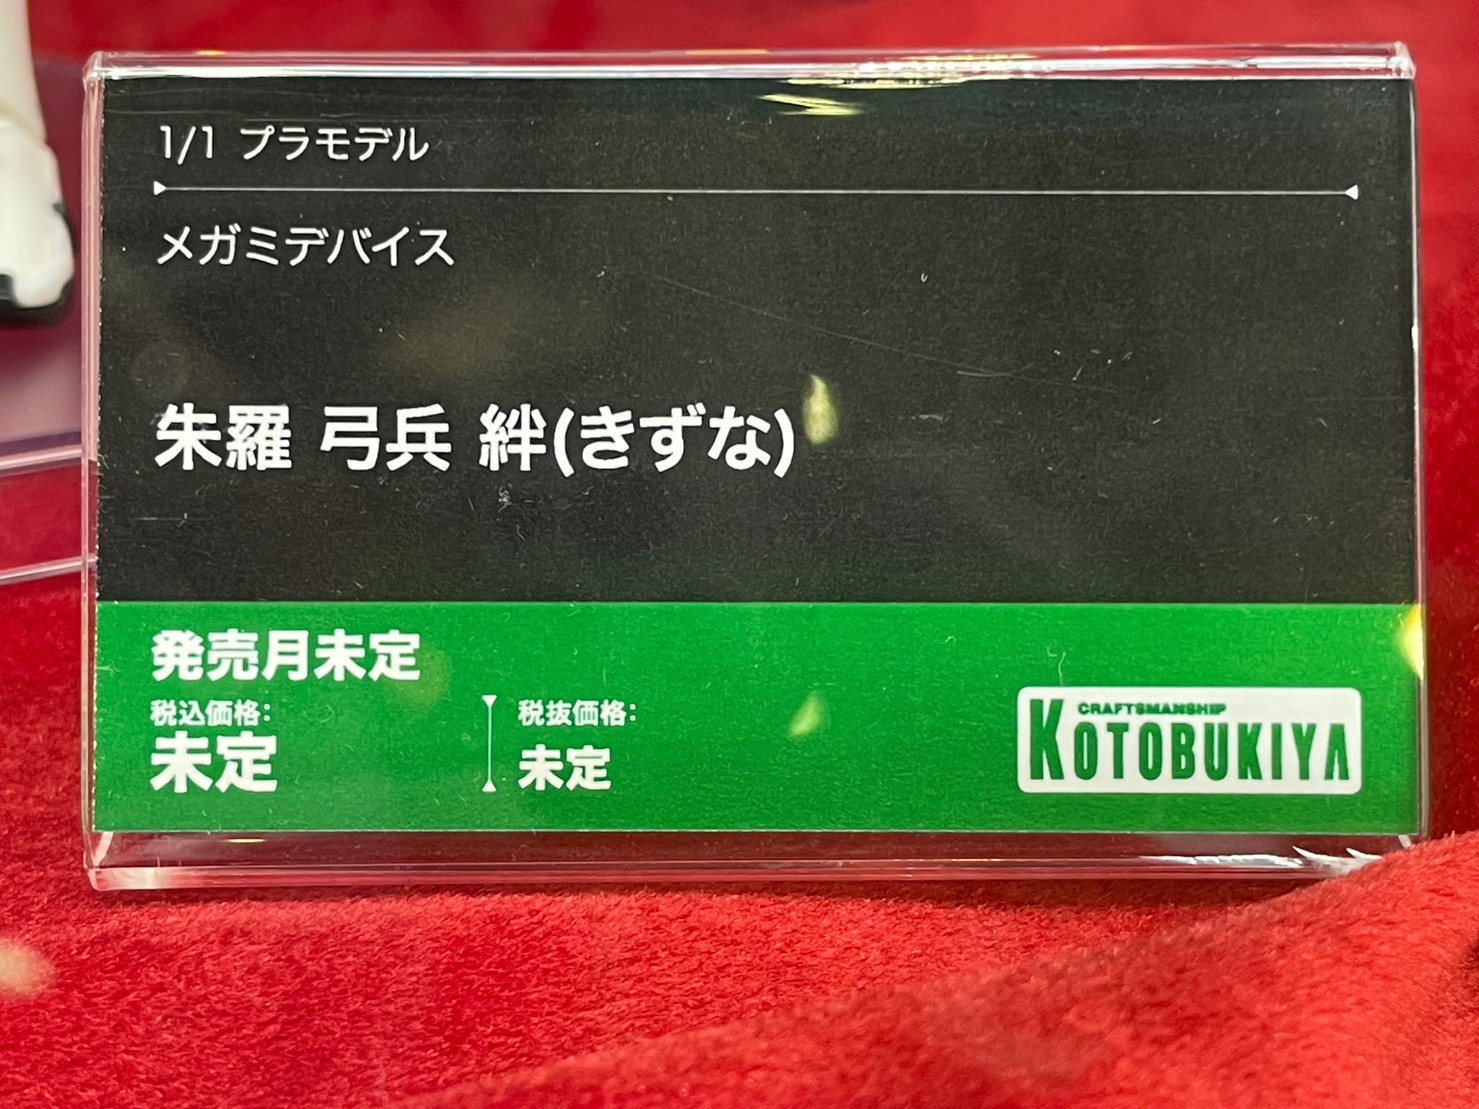 1/1 プラモデル
メガミデバイス
朱羅 弓兵 絆(きずな)
発売月未定
税込価格:
未定
税抜価格:
未定
CRAFTSMANSHIP
KOTOBUKIYA